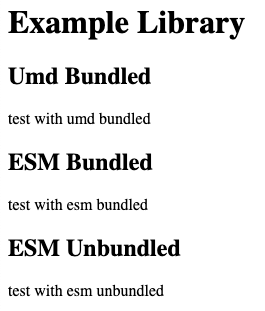 Example Library
Umd Bundled
test with umd bundled
ESM Bundled
test with esm bundled
ESM Unbundled
test with esm unbundled